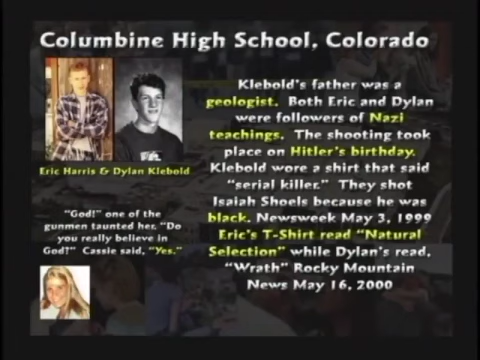 Columbine High School, Colorado
Eric Harris & Dylan Klebold
"God!" one of the
gunmen taunted her, "Do
you really believe in
God?" Cassie said, "Yes."
Klebold's father was a
geologist. Both Eric and Dylan
were followers of Nazi
teachings. The shooting took
place on Hitler's birthday.
Klebold wore a shirt that said
"serial killer." They shot
Isaiah Shoels because he was
black. Newsweek May 3, 1999
Eric's T-Shirt read "Natural
Selection" while Dylan's read,
"Wrath" Rocky Mountain
News May 16, 2000